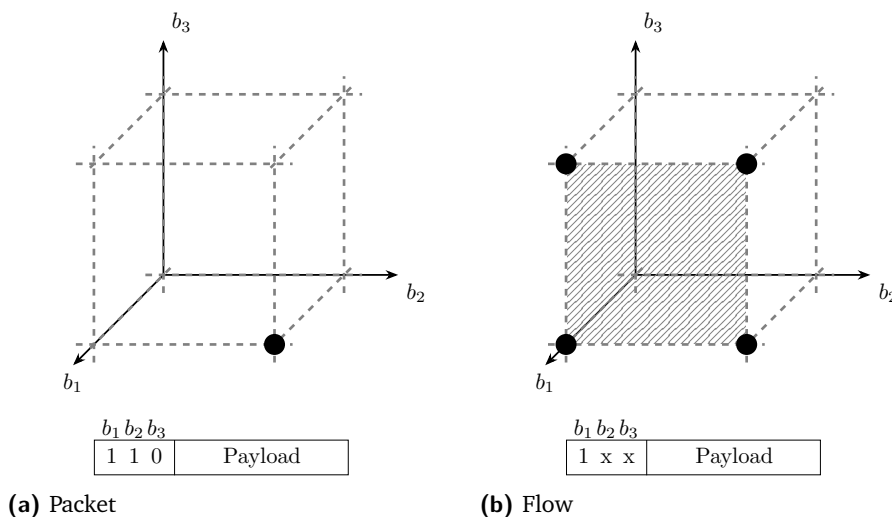 b₃
b₂
b₁
b₁ b₂ b₃
1 1 0 Payload
(a) Packet
b₃
b₂
b₁
b₁ b₂ b₃
1 x x Payload
(b) Flow